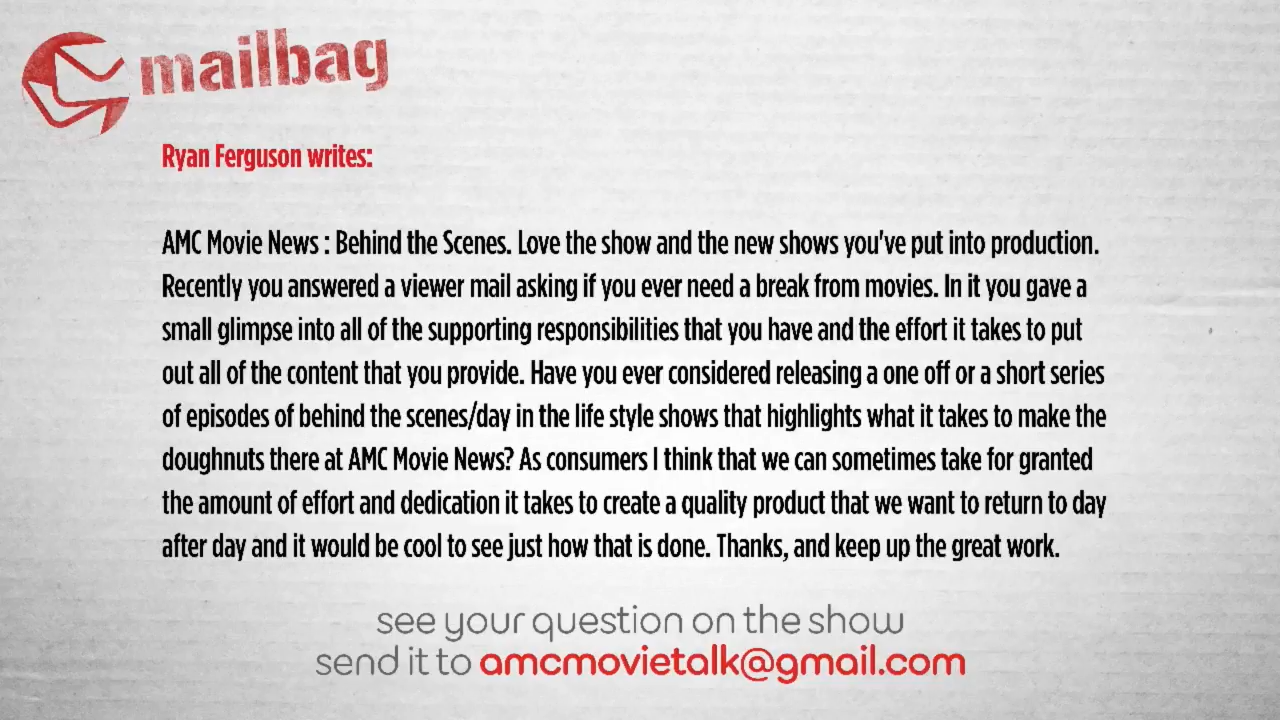 mailbag
Ryan Ferguson writes:
AMC Movie News : Behind the Scenes. Love the show and the new shows you've put into production.
Recently you answered a viewer mail asking if you ever need a break from movies. In it you gave a
small glimpse into all of the supporting responsibilities that you have and the effort it takes to put
out all of the content that you provide. Have you ever considered releasing a one off or a short series
of episodes of behind the scenes/day in the life style shows that highlights what it takes to make the
doughnuts there at AMC Movie News? As consumers I think that we can sometimes take for granted
the amount of effort and dedication it takes to create a quality product that we want to return to day
after day and it would be cool to see just how that is done. Thanks, and keep up the great work.
see your question on the show
send it to amcmovietalk@gmail.com